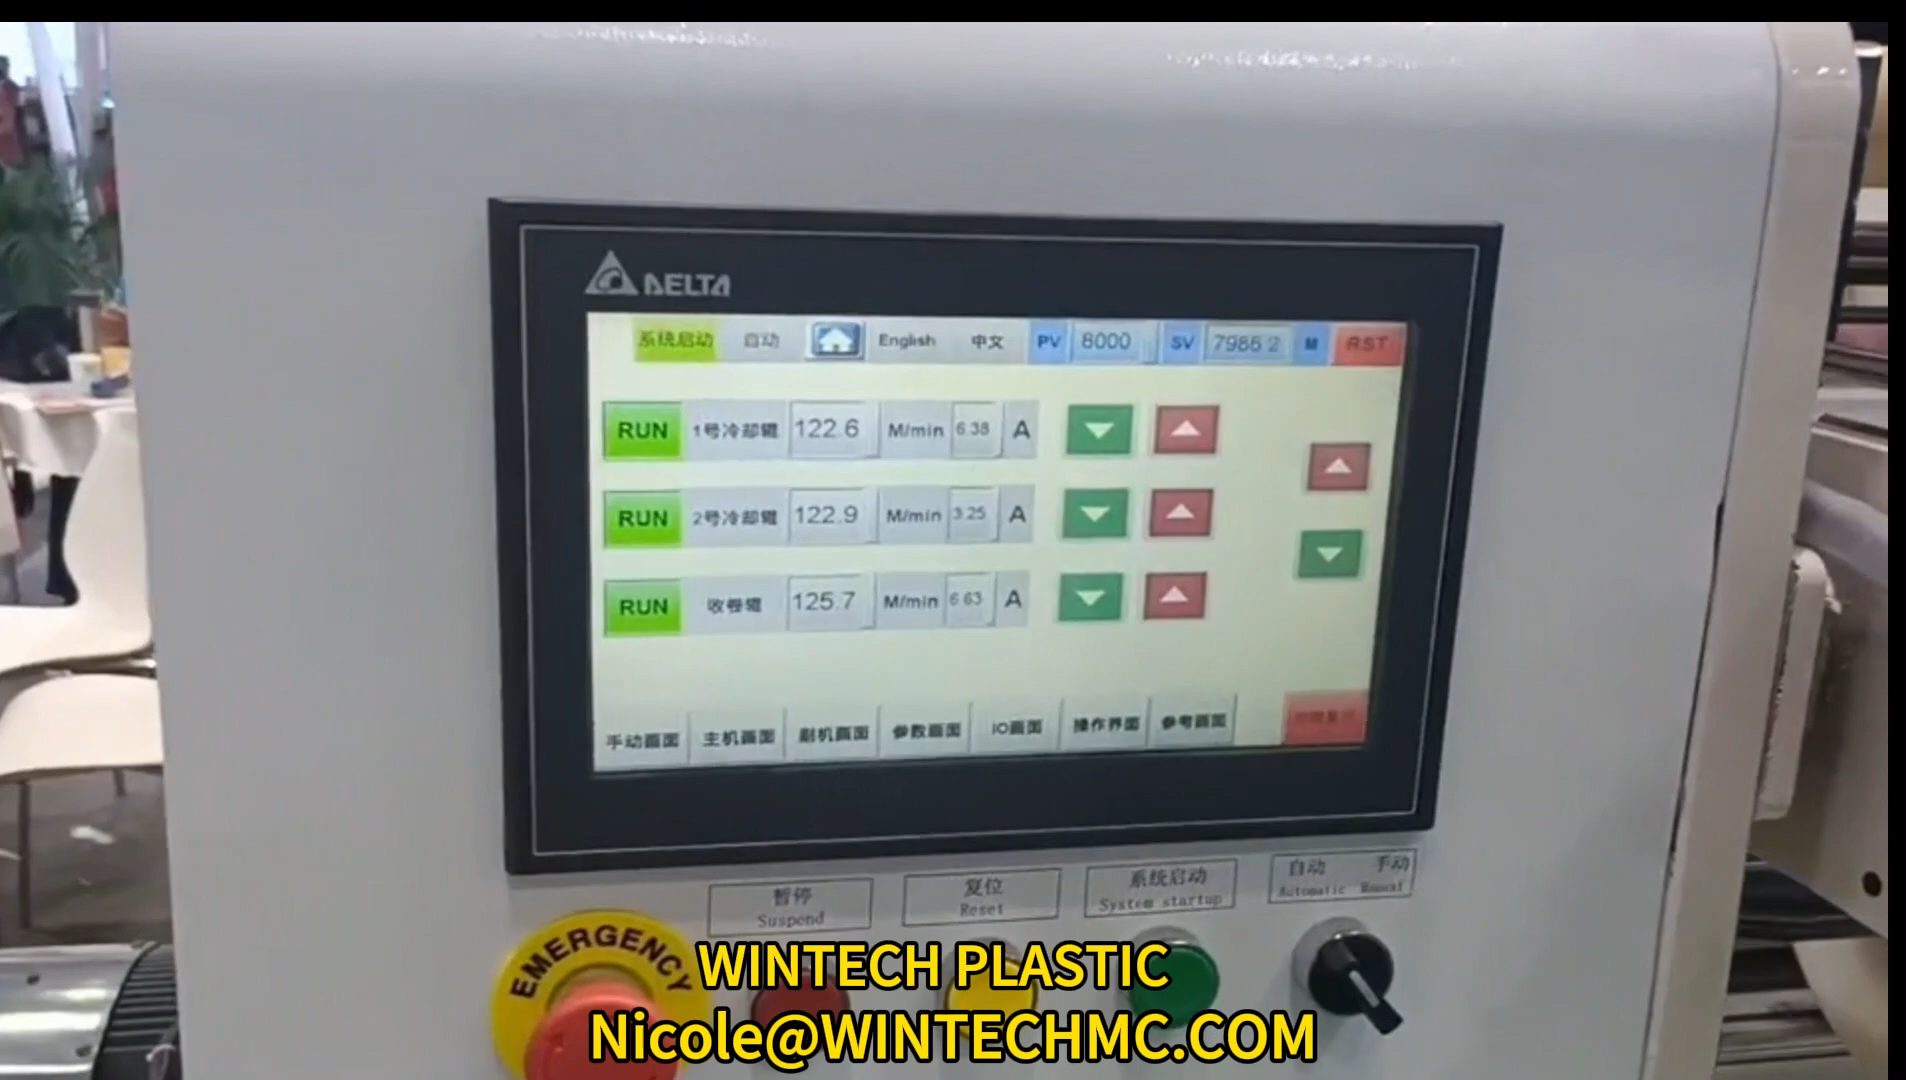 DELTA
系统启动 自动 English 中文 PV 8000 SV 7986 2 M RST
RUN 1号冷却辊 122.6 M/min 6.38 A
RUN 2号冷却辊 122.9 M/min 3.25 A
RUN 收卷辊 125.7 M/min 6.63 A
手动画面 主机画面 副机画面 参数画面 IO画面 操作界面 参考画面
暂停 复位 系统启动 自动 手动
Suspend Reset System startup Automatic Manual
EMERGENCY
WINTECH PLASTIC
Nicole@WINTECHMC.COM